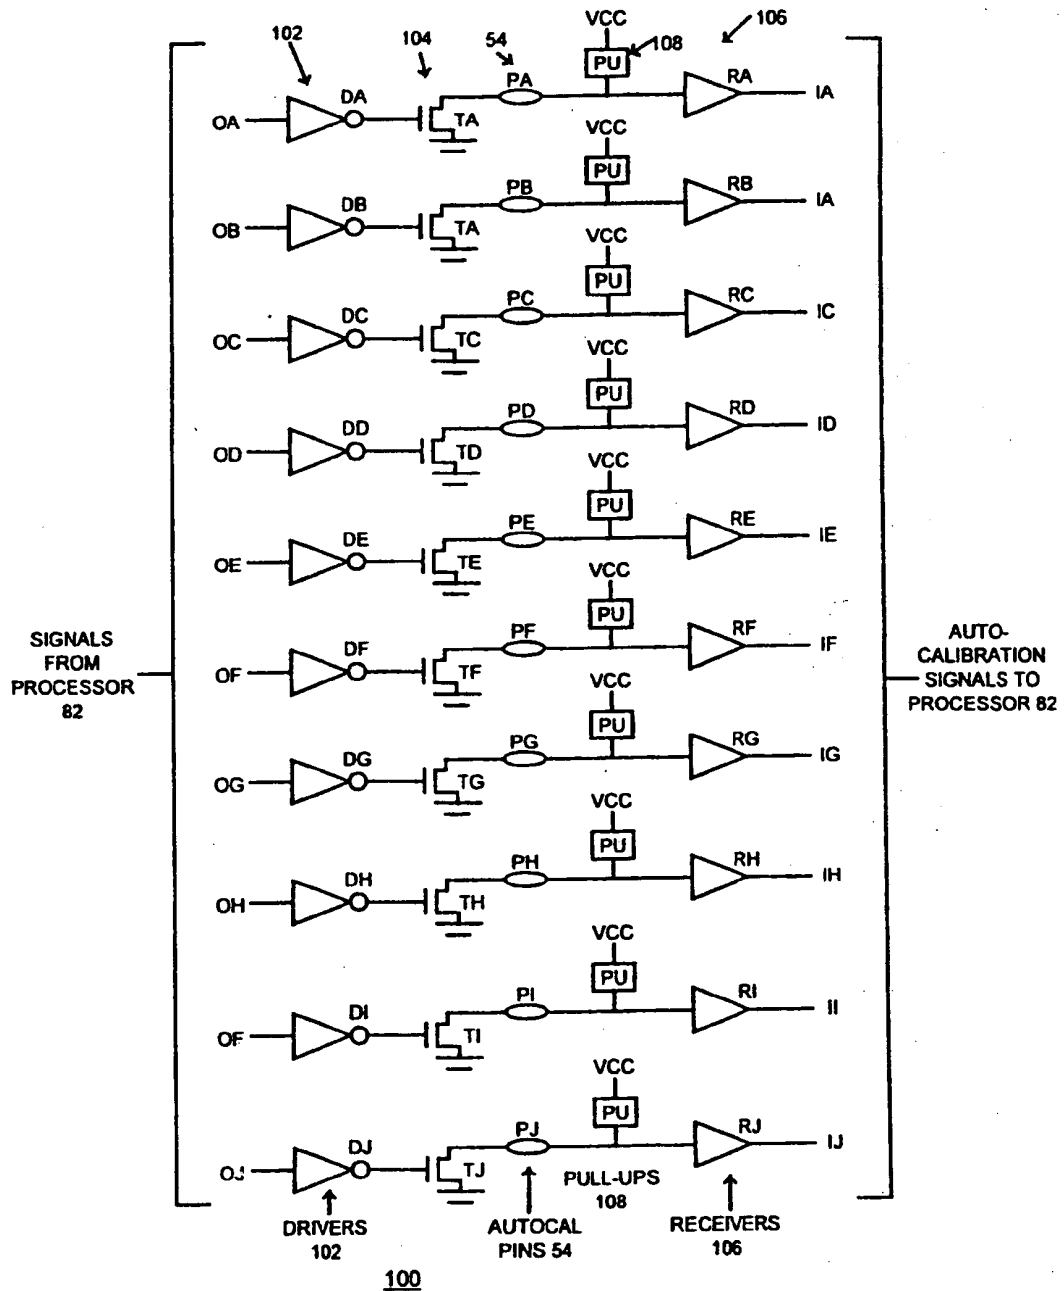 VCC
102
104
54
108
106
PU
DA
PA
RA
OA
TA
IA
VCC
PU
DB
PB
RB
OB
TA
IA
VCC
PU
DC
PC
RC
OC
TC
IC
VCC
PU
DD
PD
RD
OD
TD
ID
VCC
PU
DE
PE
RE
OE
TE
IE
VCC
PU
DF
PF
RF
OF
TF
IF
SIGNALS
FROM
PROCESSOR
82
AUTO-
CALIBRATION
SIGNALS TO
PROCESSOR 82
VCC
PU
DG
PG
RG
OG
TG
IG
VCC
PU
DH
PH
RH
OH
TH
IH
VCC
PU
DI
PI
RI
OF
TI
II
VCC
PU
DJ
PJ
RJ
OJ
TJ
IJ
DRIVERS
102
AUTOCAL
PINS 54
PULL-UPS
108
RECEIVERS
106
100